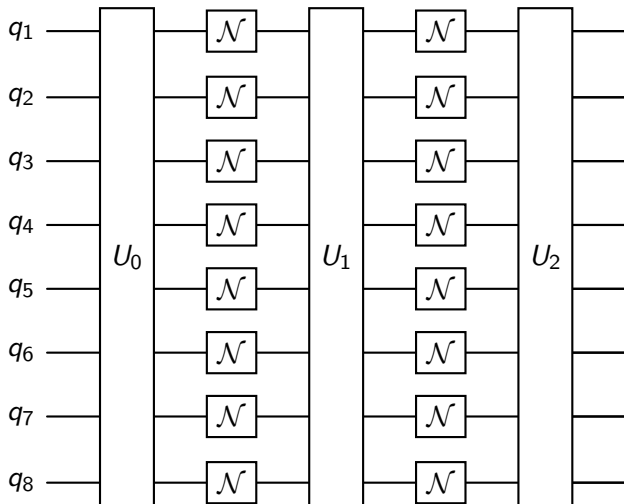 q₁ 𝒩 𝒩
q₂ 𝒩 𝒩
q₃ 𝒩 𝒩
q₄ 𝒩 𝒩
U₀ U₁ U₂
q₅ 𝒩 𝒩
q₆ 𝒩 𝒩
q₇ 𝒩 𝒩
q₈ 𝒩 𝒩